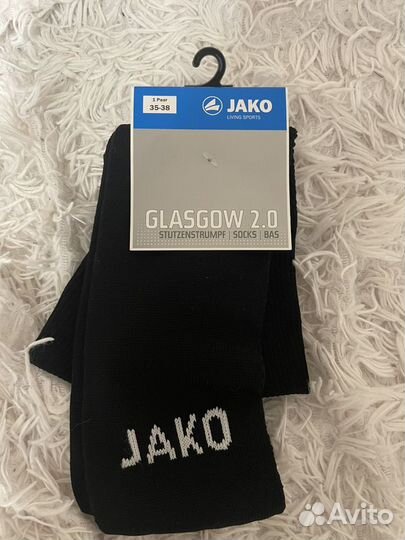 1 Paar
35-38
JAKO
LIVING SPORTS
GLASGOW 2.0
STUTZENSTRUMPF | SOCKS | BAS
JAKO
Avito